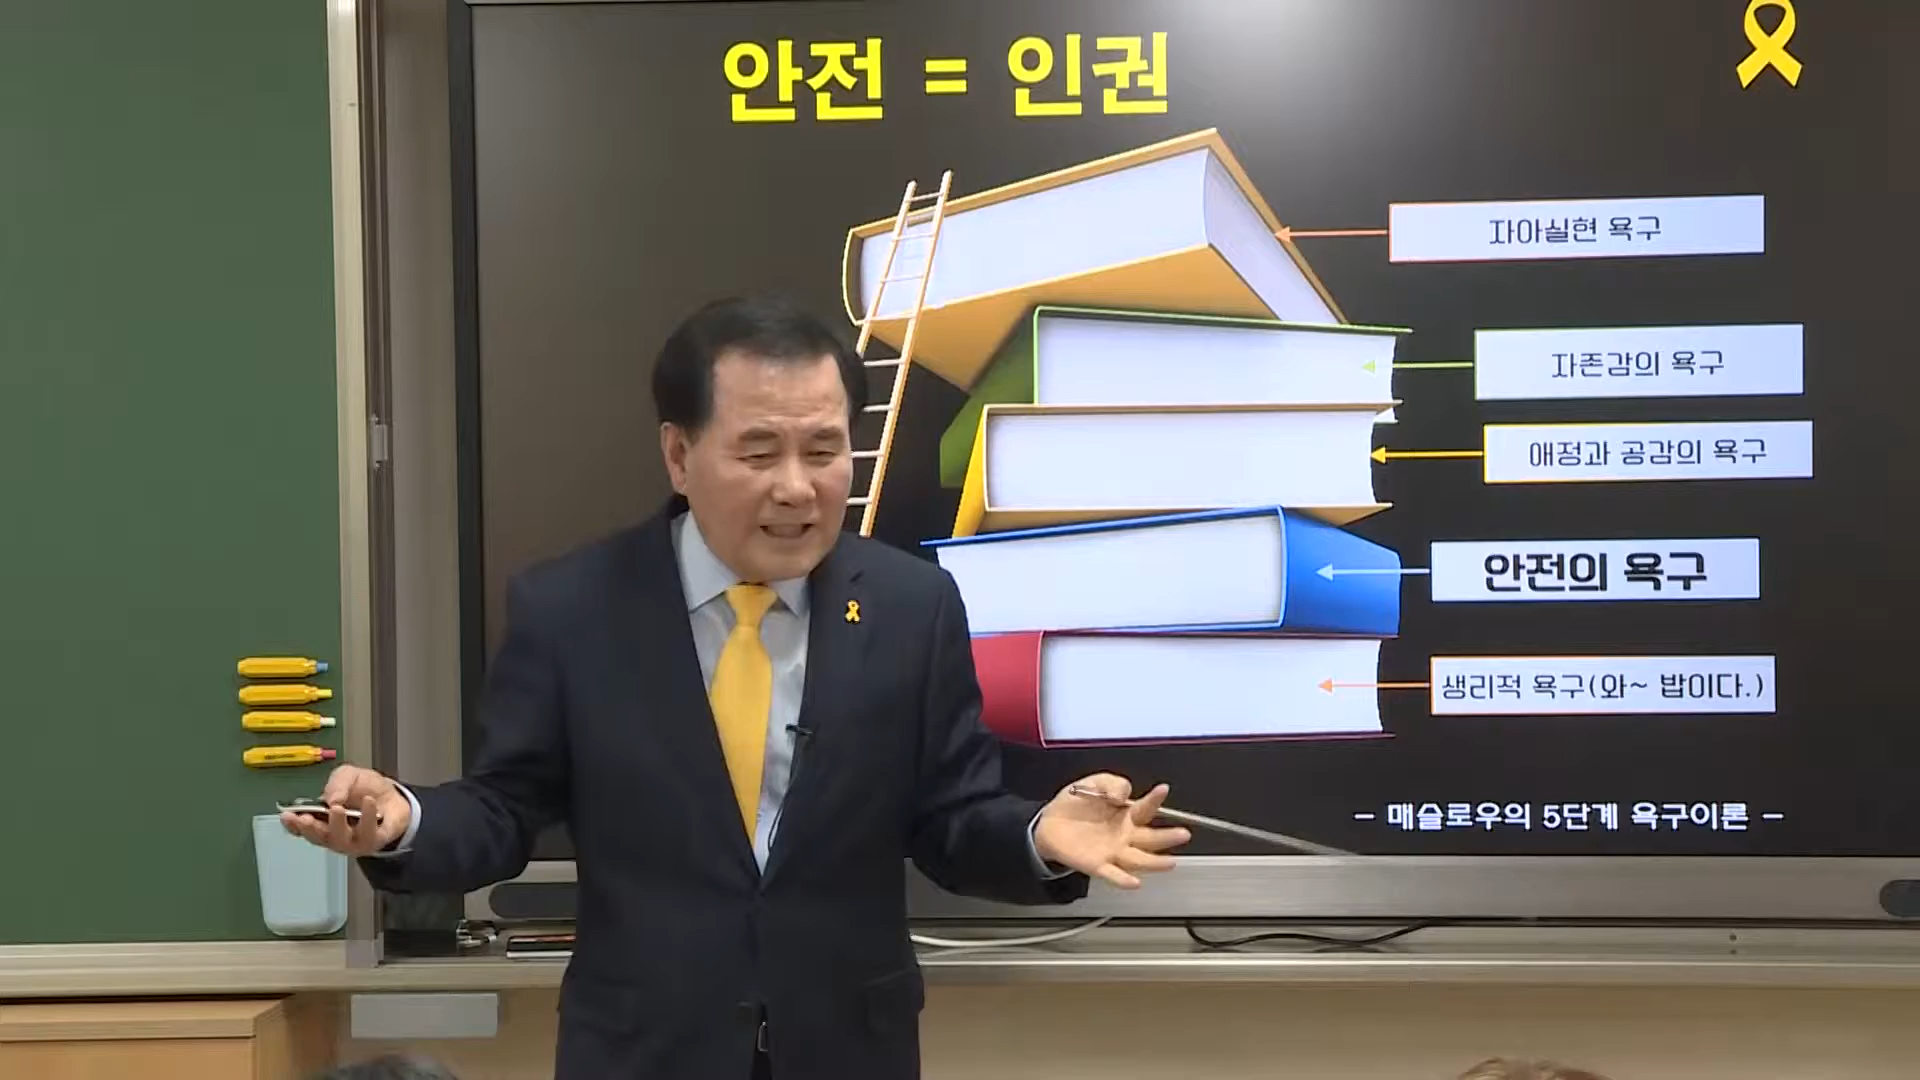 안전 = 인권
자아실현 욕구
자존감의 욕구
애정과 공감의 욕구
안전의 욕구
생리적 욕구(와~ 밥이다.)
- 매슬로우의 5단계 욕구이론 -